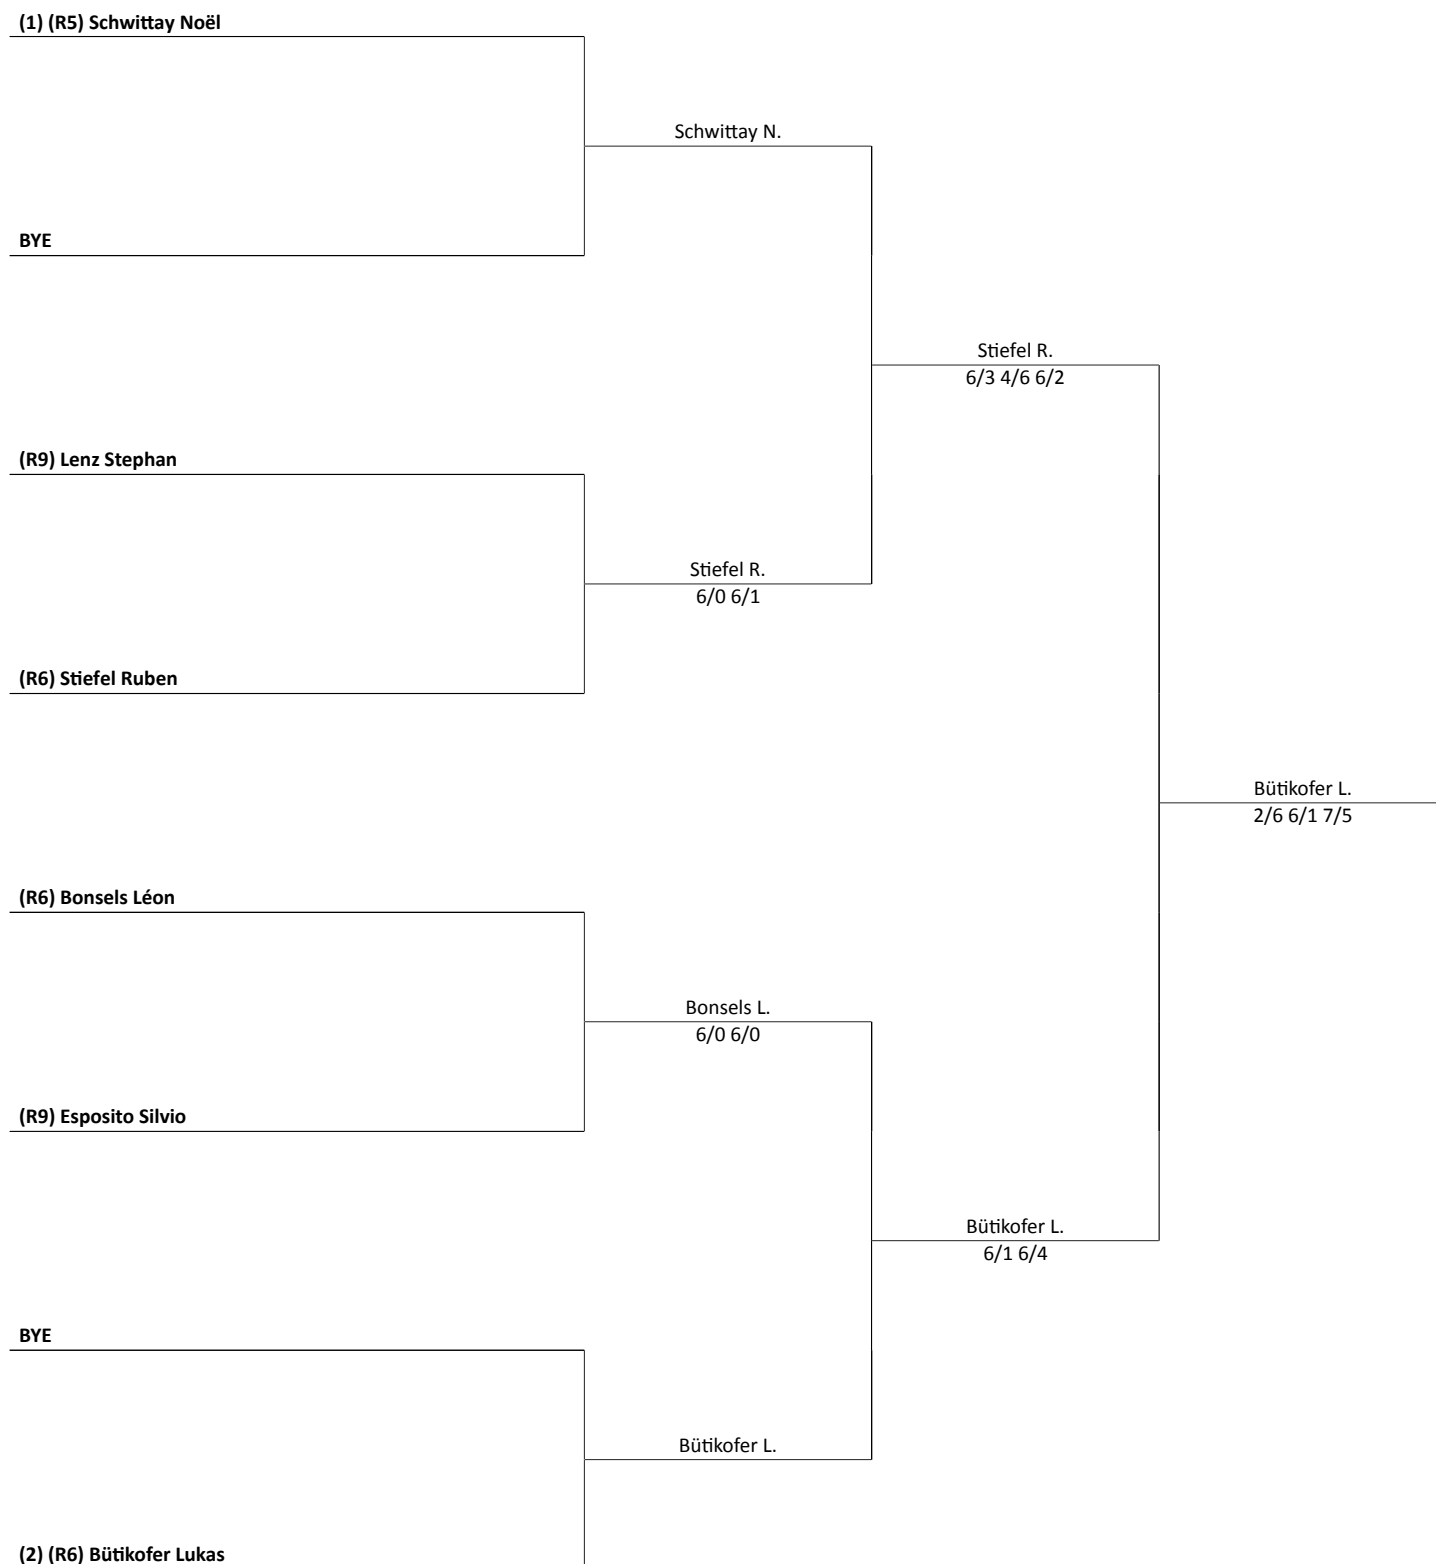 (1) (R5) Schwittay Noël
Schwittay N.
BYE
Stiefel R.
6/3 4/6 6/2
(R9) Lenz Stephan
Stiefel R.
6/0 6/1
(R6) Stiefel Ruben
Bütikofer L.
2/6 6/1 7/5
(R6) Bonsels Léon
Bonsels L.
6/0 6/0
(R9) Esposito Silvio
Bütikofer L.
6/1 6/4
BYE
Bütikofer L.
(2) (R6) Bütikofer Lukas